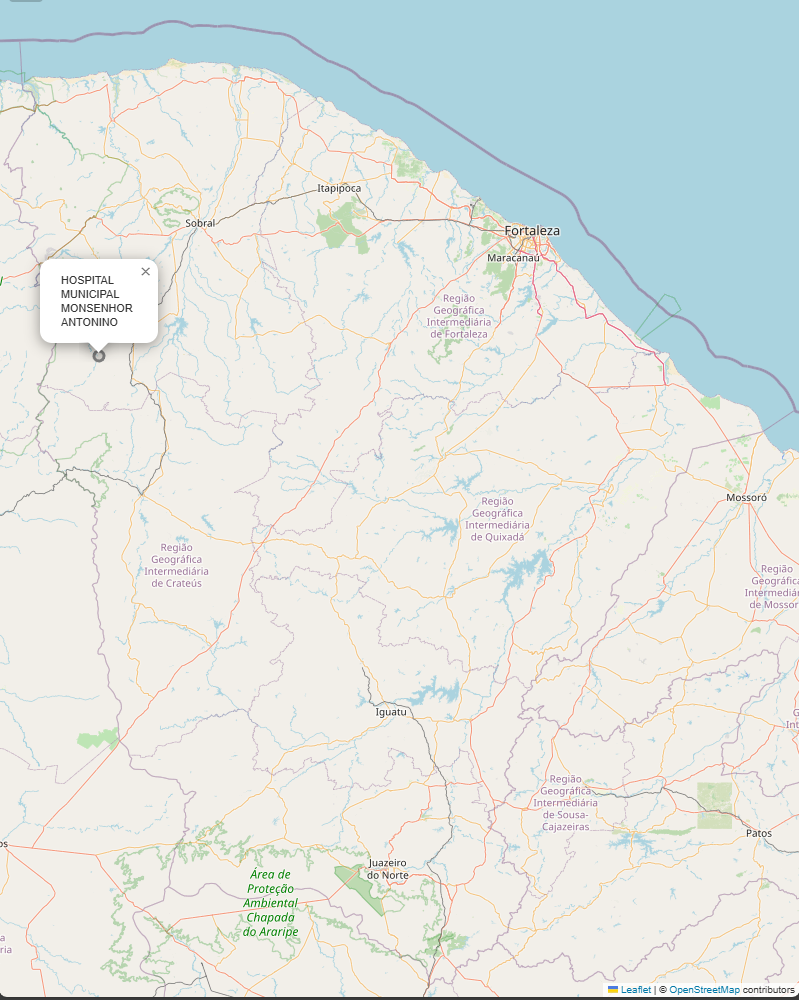 Itapipoca
Sobral
Fortaleza
Maracanaú
HOSPITAL
MUNICIPAL
MONSENHOR
ANTONINO
×
Região
Geográfica
Intermediária
de Fortaleza
Mossoró
Região
Geográfica
Intermediária
de Quixadá
Região
Geográfica
Intermediária
de Crateús
Região
Geográfica
Intermediár
de Mossor
Iguatu
Região
Geográfica
Intermediária
de Sousa-
Cajazeiras
Patos
Juazeiro
do Norte
Área de
Proteção
Ambiental
Chapada
do Araripe
Leaflet | © OpenStreetMap contributors